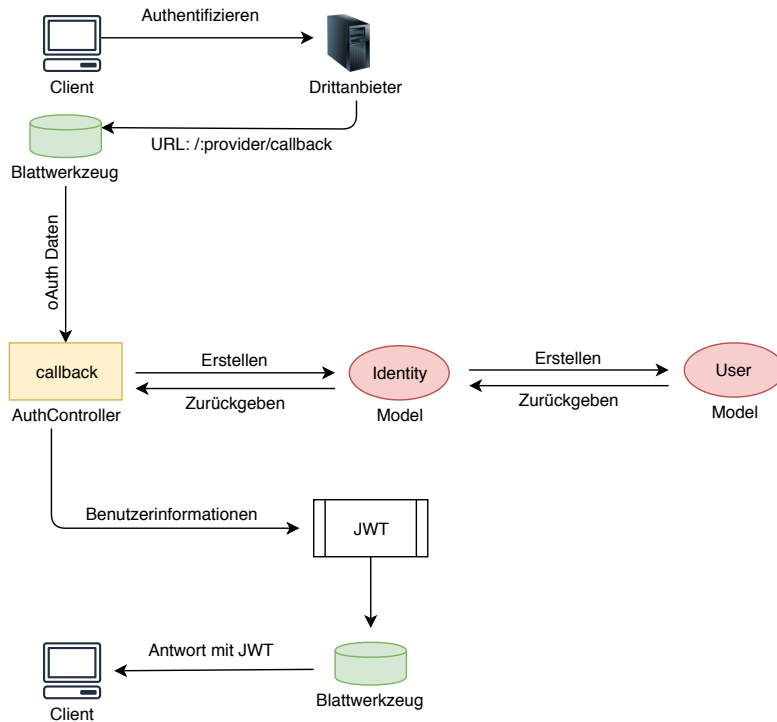 Authentifizieren
Client
Drittanbieter
URL: /:provider/callback
Blattwerkzeug
oAuth Daten
callback
AuthController
Erstellen
Zurückgeben
Identity
Model
Erstellen
Zurückgeben
User
Model
Benutzerinformationen
JWT
Antwort mit JWT
Blattwerkzeug
Client